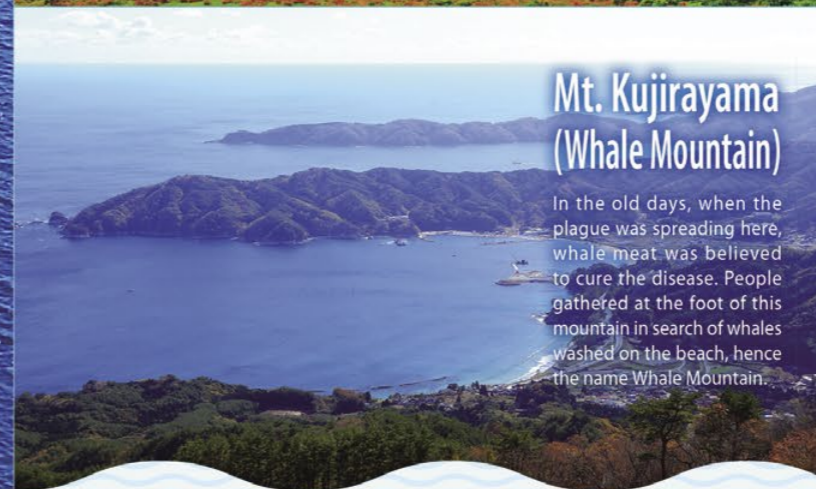 Mt. Kujirayama
(Whale Mountain)
In the old days, when the
plague was spreading here,
whale meat was believed
to cure the disease. People
gathered at the foot of this
mountain in search of whales
washed on the beach, hence
the name Whale Mountain.